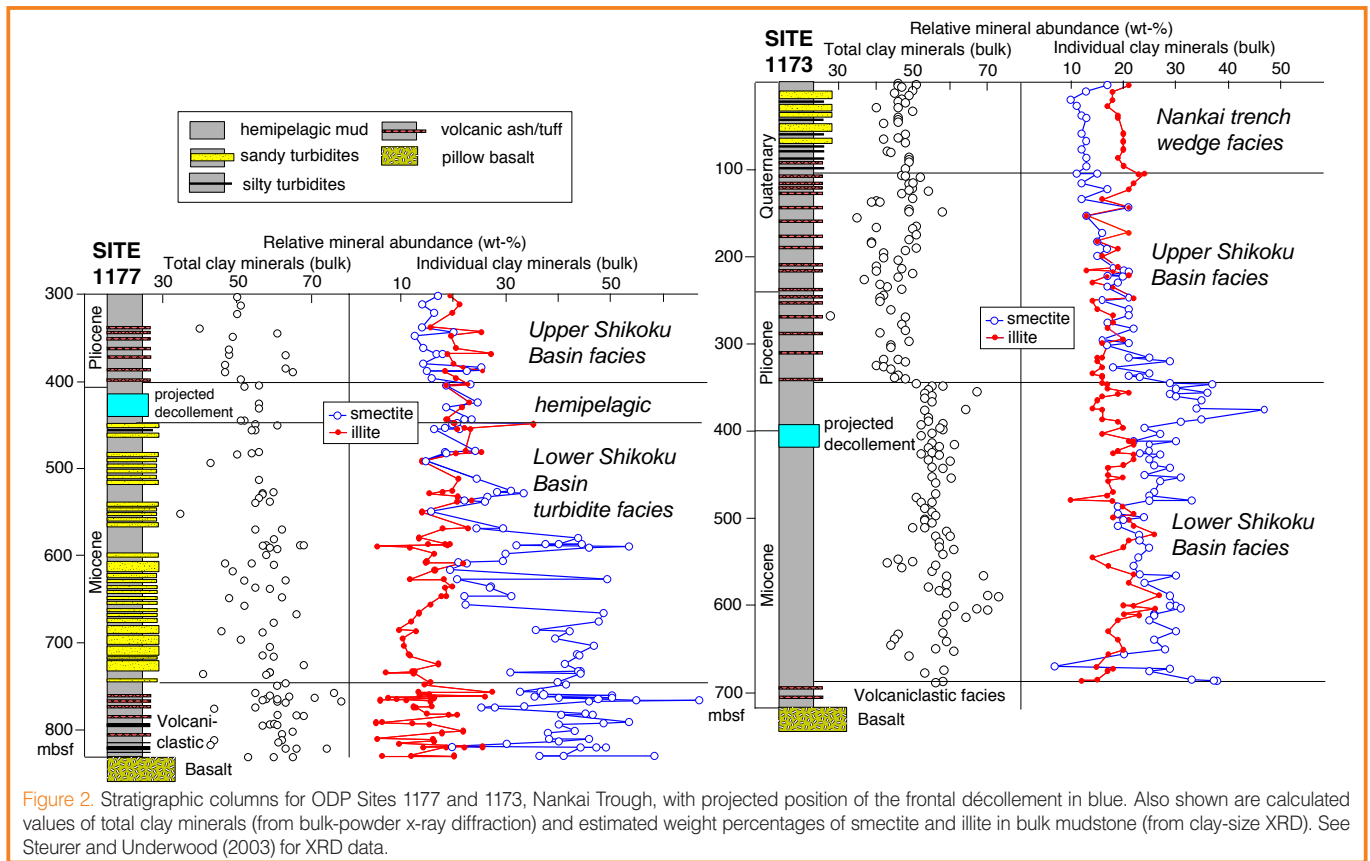 hemipelagic mud
volcanic ash/tuff
sandy turbidites
pillow basalt
silty turbidites
SITE
1177
Relative mineral abundance (wt-%)
Total clay minerals (bulk)
Individual clay minerals (bulk)
30 50 70 10 30 50
300
400
500
600
700
800
mbsf
Pliocene
Miocene
projected
decollement
Volcani-
clastic
Basalt
smectite
illite
Upper Shikoku
Basin facies
hemipelagic
Lower Shikoku
Basin
turbidite facies
SITE
1173
Relative mineral abundance (wt-%)
Total clay minerals (bulk)
Individual clay minerals (bulk)
30 50 70 10 20 30 40
100
200
300
400
500
600
700
mbsf
Quaternary
Pliocene
Miocene
projected
decollement
Volcaniclastic facies
Basalt
smectite
illite
Nankai trench
wedge facies
Upper Shikoku
Basin facies
Lower Shikoku
Basin facies
Figure 2. Stratigraphic columns for ODP Sites 1177 and 1173, Nankai Trough, with projected position of the frontal décollement in blue. Also shown are calculated
values of total clay minerals (from bulk-powder x-ray diffraction) and estimated weight percentages of smectite and illite in bulk mudstone (from clay-size XRD). See
Steurer and Underwood (2003) for XRD data.